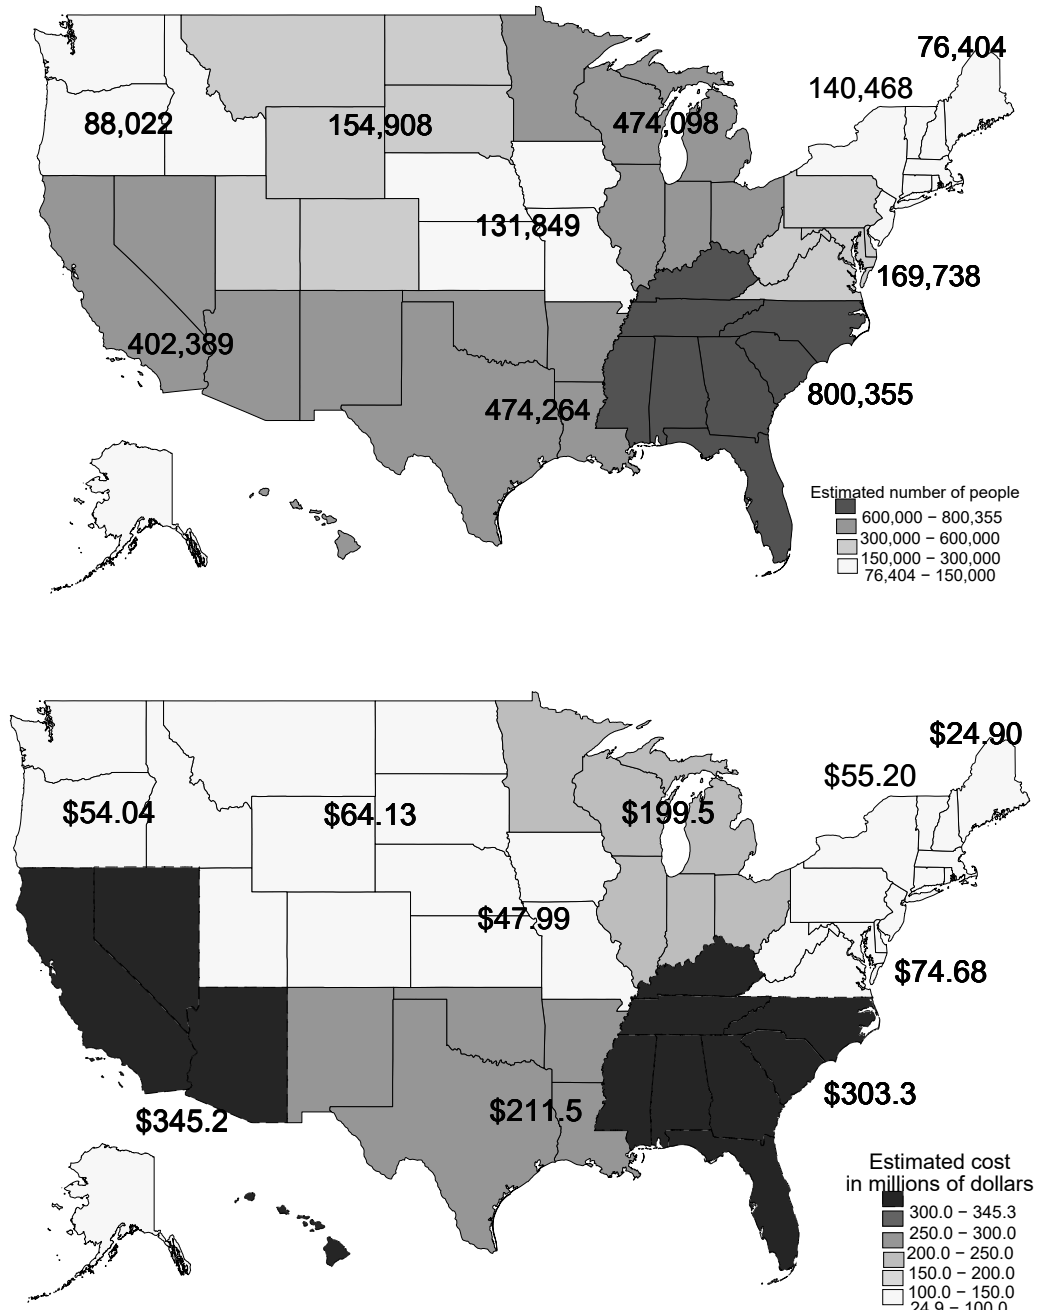 76,404
140,468
88,022
154,908
474,098
131,849
169,738
402,389
800,355
474,264
Estimated number of people
600,000 − 800,355
300,000 − 600,000
150,000 − 300,000
76,404 − 150,000
$24.90
$55.20
$54.04
$64.13
$199.5
$47.99
$74.68
$303.3
$211.5
$345.2
Estimated cost
in millions of dollars
300.0 − 345.3
250.0 − 300.0
200.0 − 250.0
150.0 − 200.0
100.0 − 150.0
24.9 − 100.0